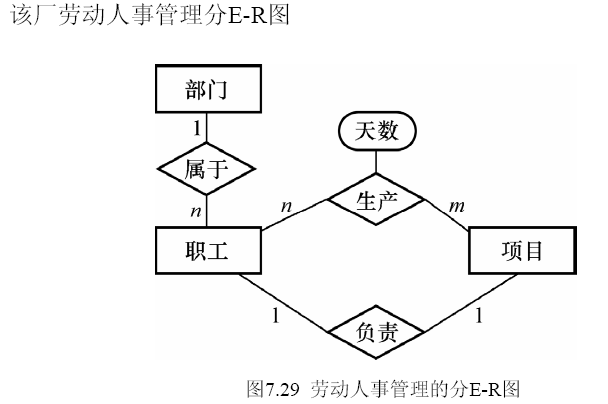 该厂劳动人事管理分E-R图
部门
1
天数
属于
生产
n
n
m
职工
项目
1
1
负责
图7.29 劳动人事管理的分E-R图